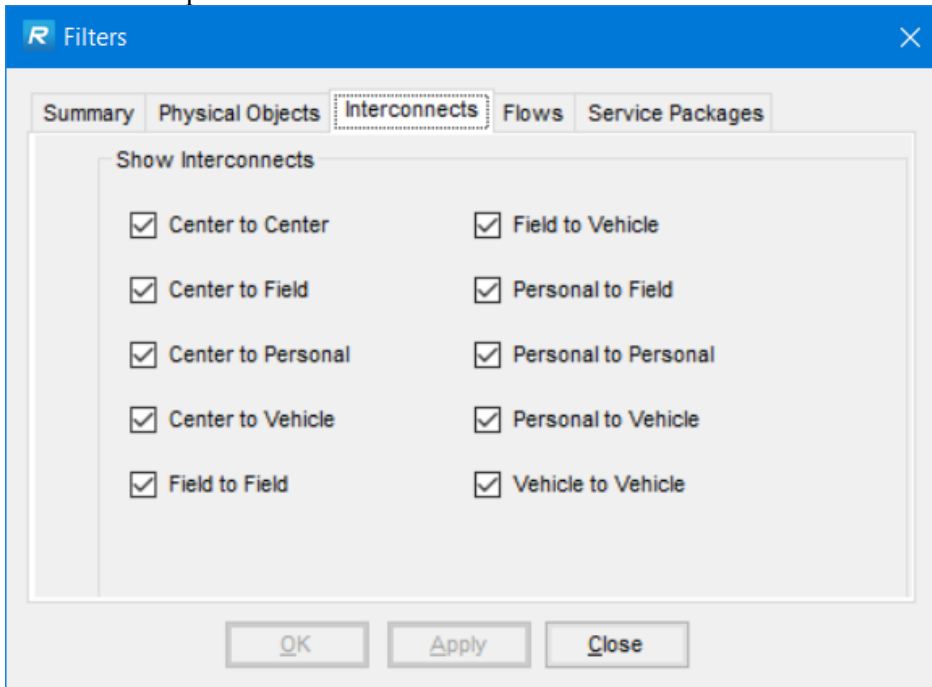 R Filters
Summary Physical Objects Interconnects Flows Service Packages
Show Interconnects
Center to Center Field to Vehicle
Center to Field Personal to Field
Center to Personal Personal to Personal
Center to Vehicle Personal to Vehicle
Field to Field Vehicle to Vehicle
OK Apply Close